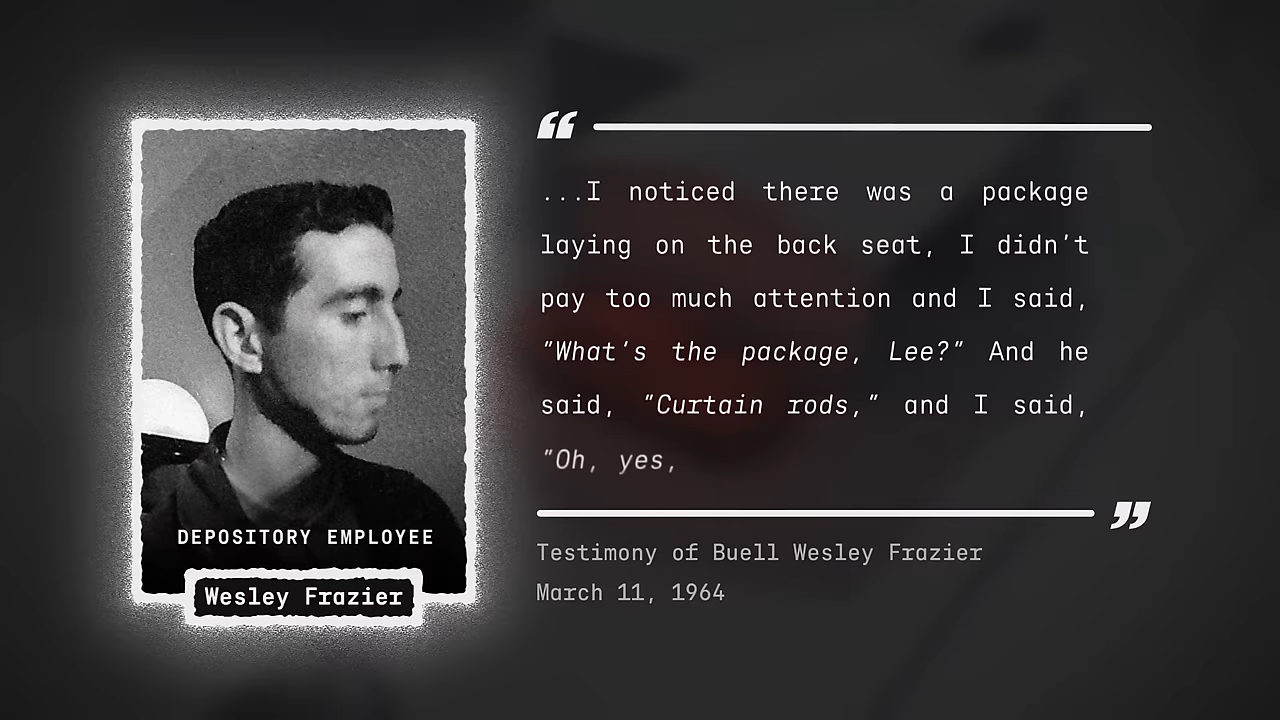 ...I noticed there was a package
laying on the back seat, I didn't
pay too much attention and I said,
"What's the package, Lee?" And he
said, "Curtain rods," and I said,
"Oh, yes,
DEPOSITORY EMPLOYEE
Wesley Frazier
Testimony of Buell Wesley Frazier
March 11, 1964